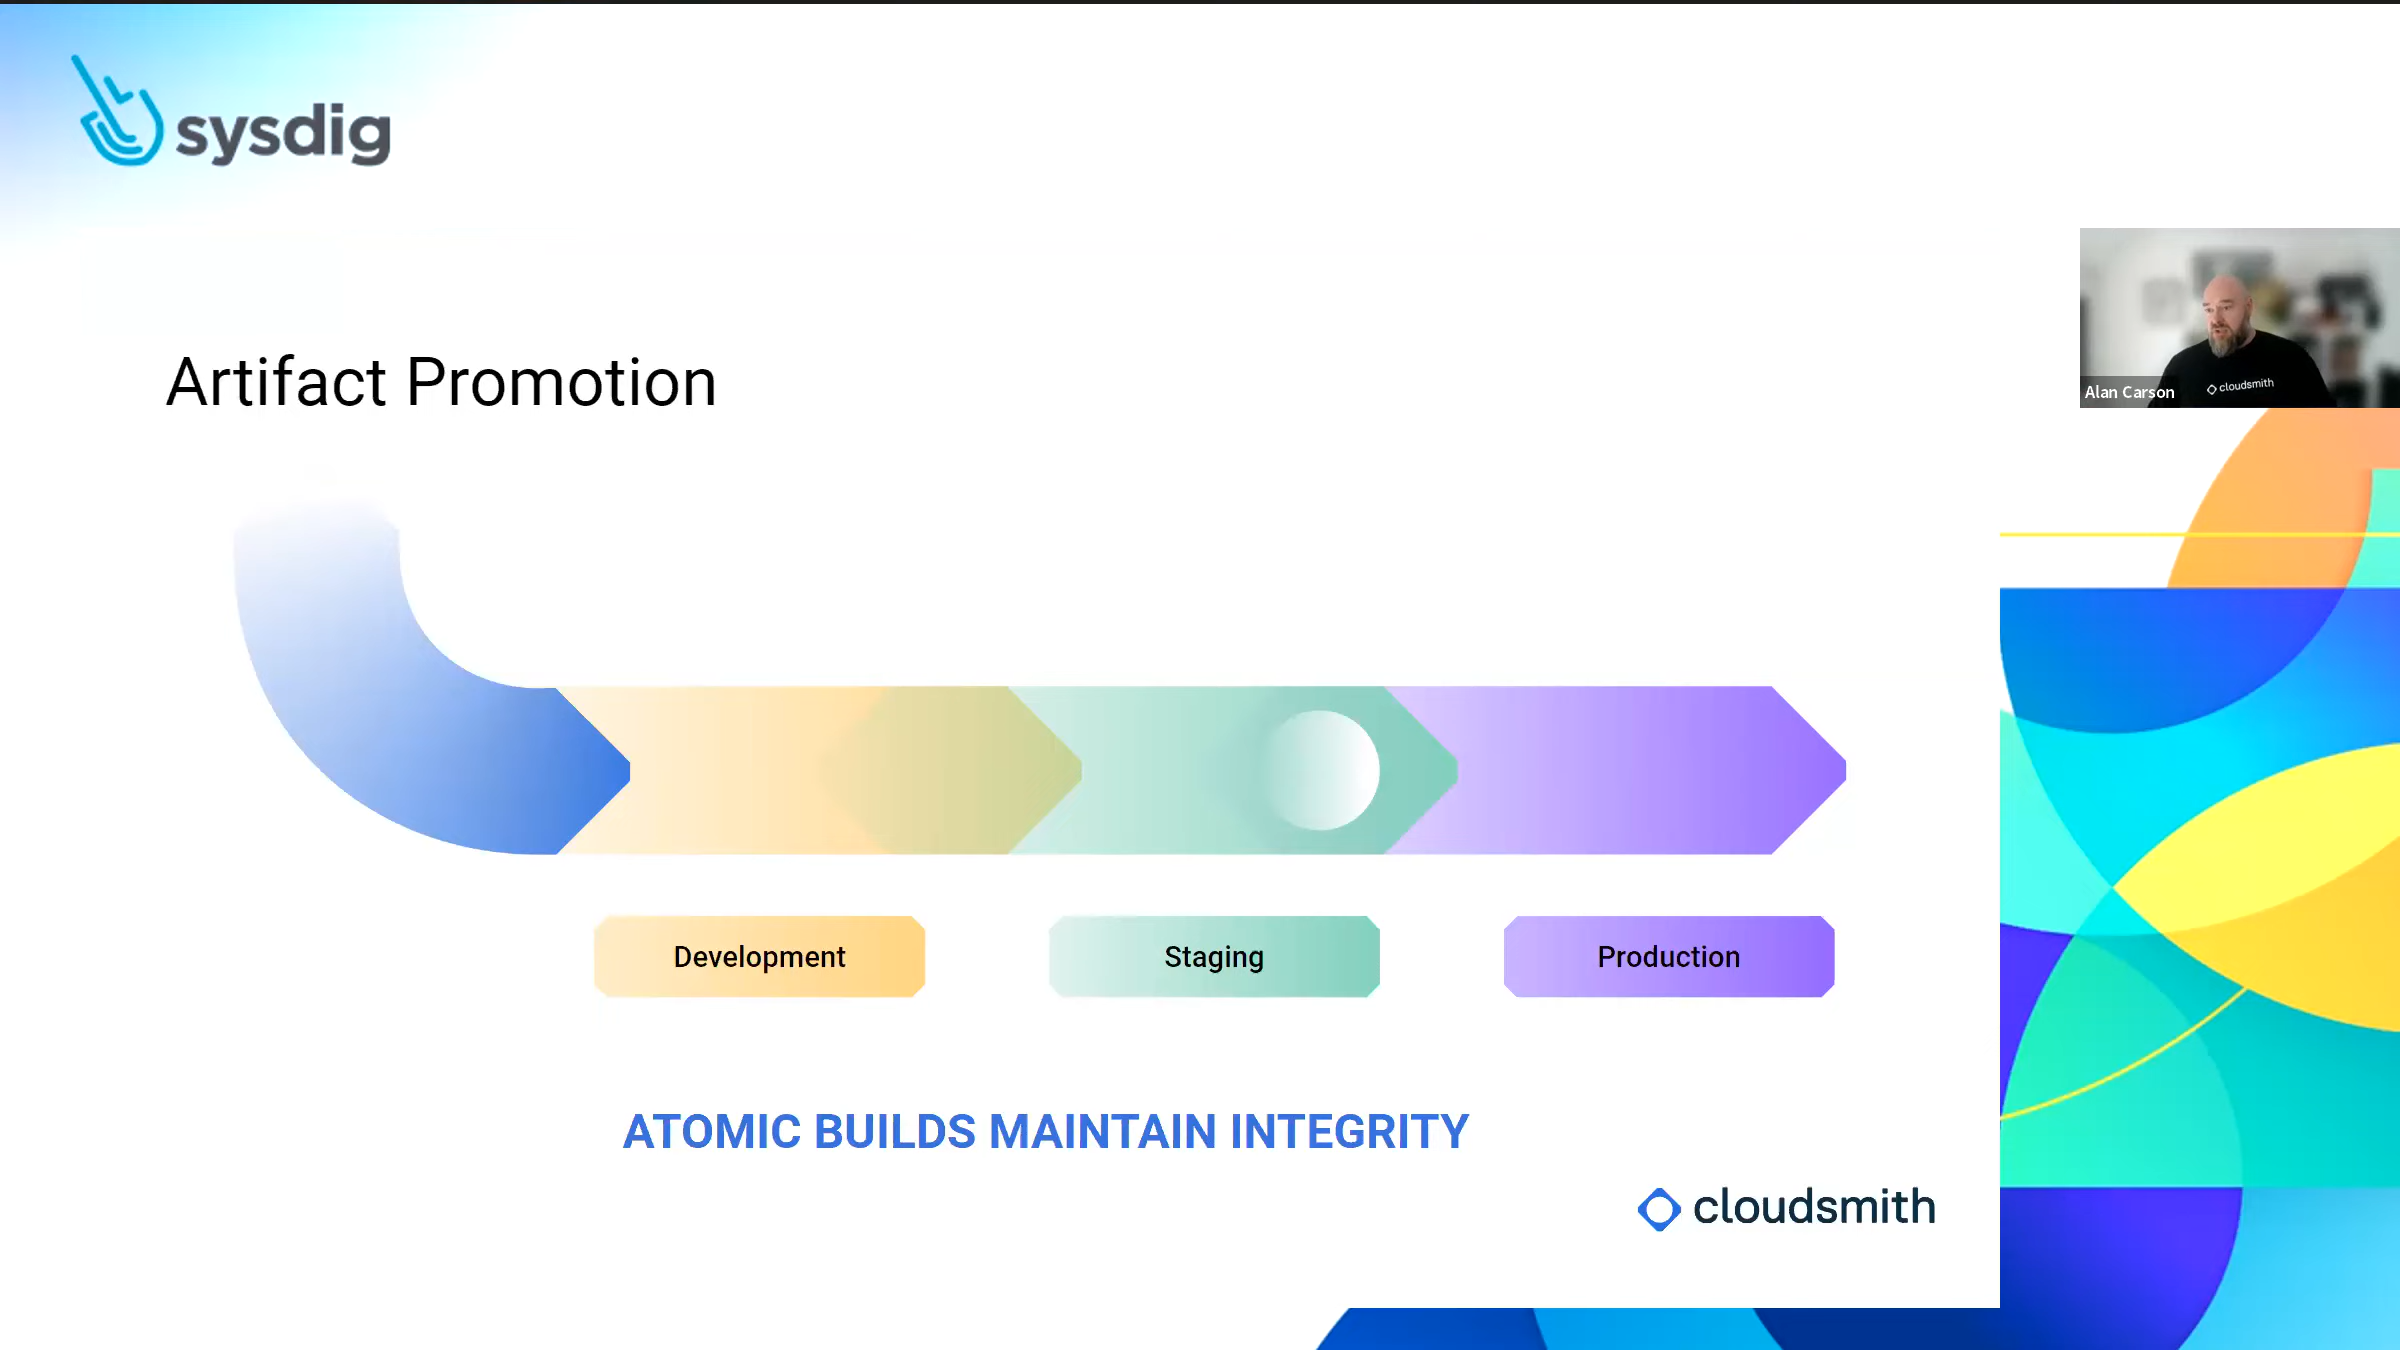 sysdig
Artifact Promotion
cloudsmith
Alan Carson
Development
Staging
Production
ATOMIC BUILDS MAINTAIN INTEGRITY
cloudsmith